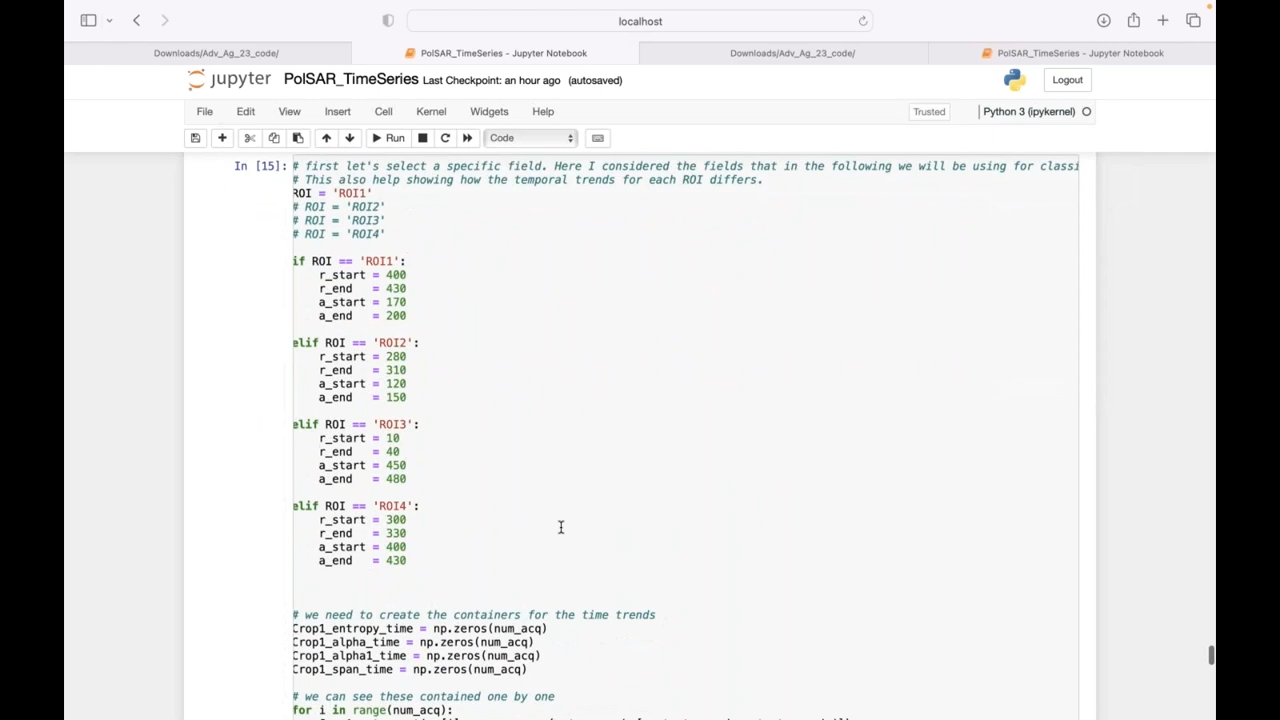 localhost
Downloads/Adv_Ag_23_code/
PolSAR_TimeSeries - Jupyter Notebook
Downloads/Adv_Ag_23_code/
PolSAR_TimeSeries - Jupyter Notebook
jupyter PolSAR_TimeSeries Last Checkpoint: an hour ago (autosaved)
Logout
File Edit View Insert Cell Kernel Widgets Help
Trusted
Python 3 (ipykernel)
Run
Code
In [15]:
# first let's select a specific field. Here I considered the fields that in the following we will be using for classi
# This also help showing how the temporal trends for each ROI differs.
ROI = 'ROI1'
# ROI = 'ROI2'
# ROI = 'ROI3'
# ROI = 'ROI4'
if ROI == 'ROI1':
r_start = 400
r_end = 430
a_start = 170
a_end = 200
elif ROI == 'ROI2':
r_start = 280
r_end = 310
a_start = 120
a_end = 150
elif ROI == 'ROI3':
r_start = 10
r_end = 40
a_start = 450
a_end = 480
elif ROI == 'ROI4':
r_start = 300
r_end = 330
a_start = 400
a_end = 430
# we need to create the containers for the time trends
Crop1_entropy_time = np.zeros(num_acq)
Crop1_alpha_time = np.zeros(num_acq)
Crop1_alpha1_time = np.zeros(num_acq)
Crop1_span_time = np.zeros(num_acq)
# we can see these contained one by one
for i in range(num_acq):